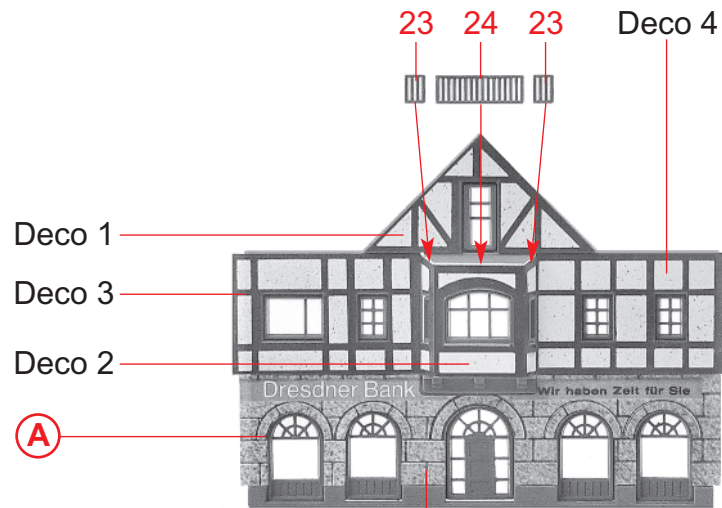 23 24 23 Deco 4
Deco 1
Deco 3
Deco 2
Dresdner Bank Wir haben Zeit für Sie
A